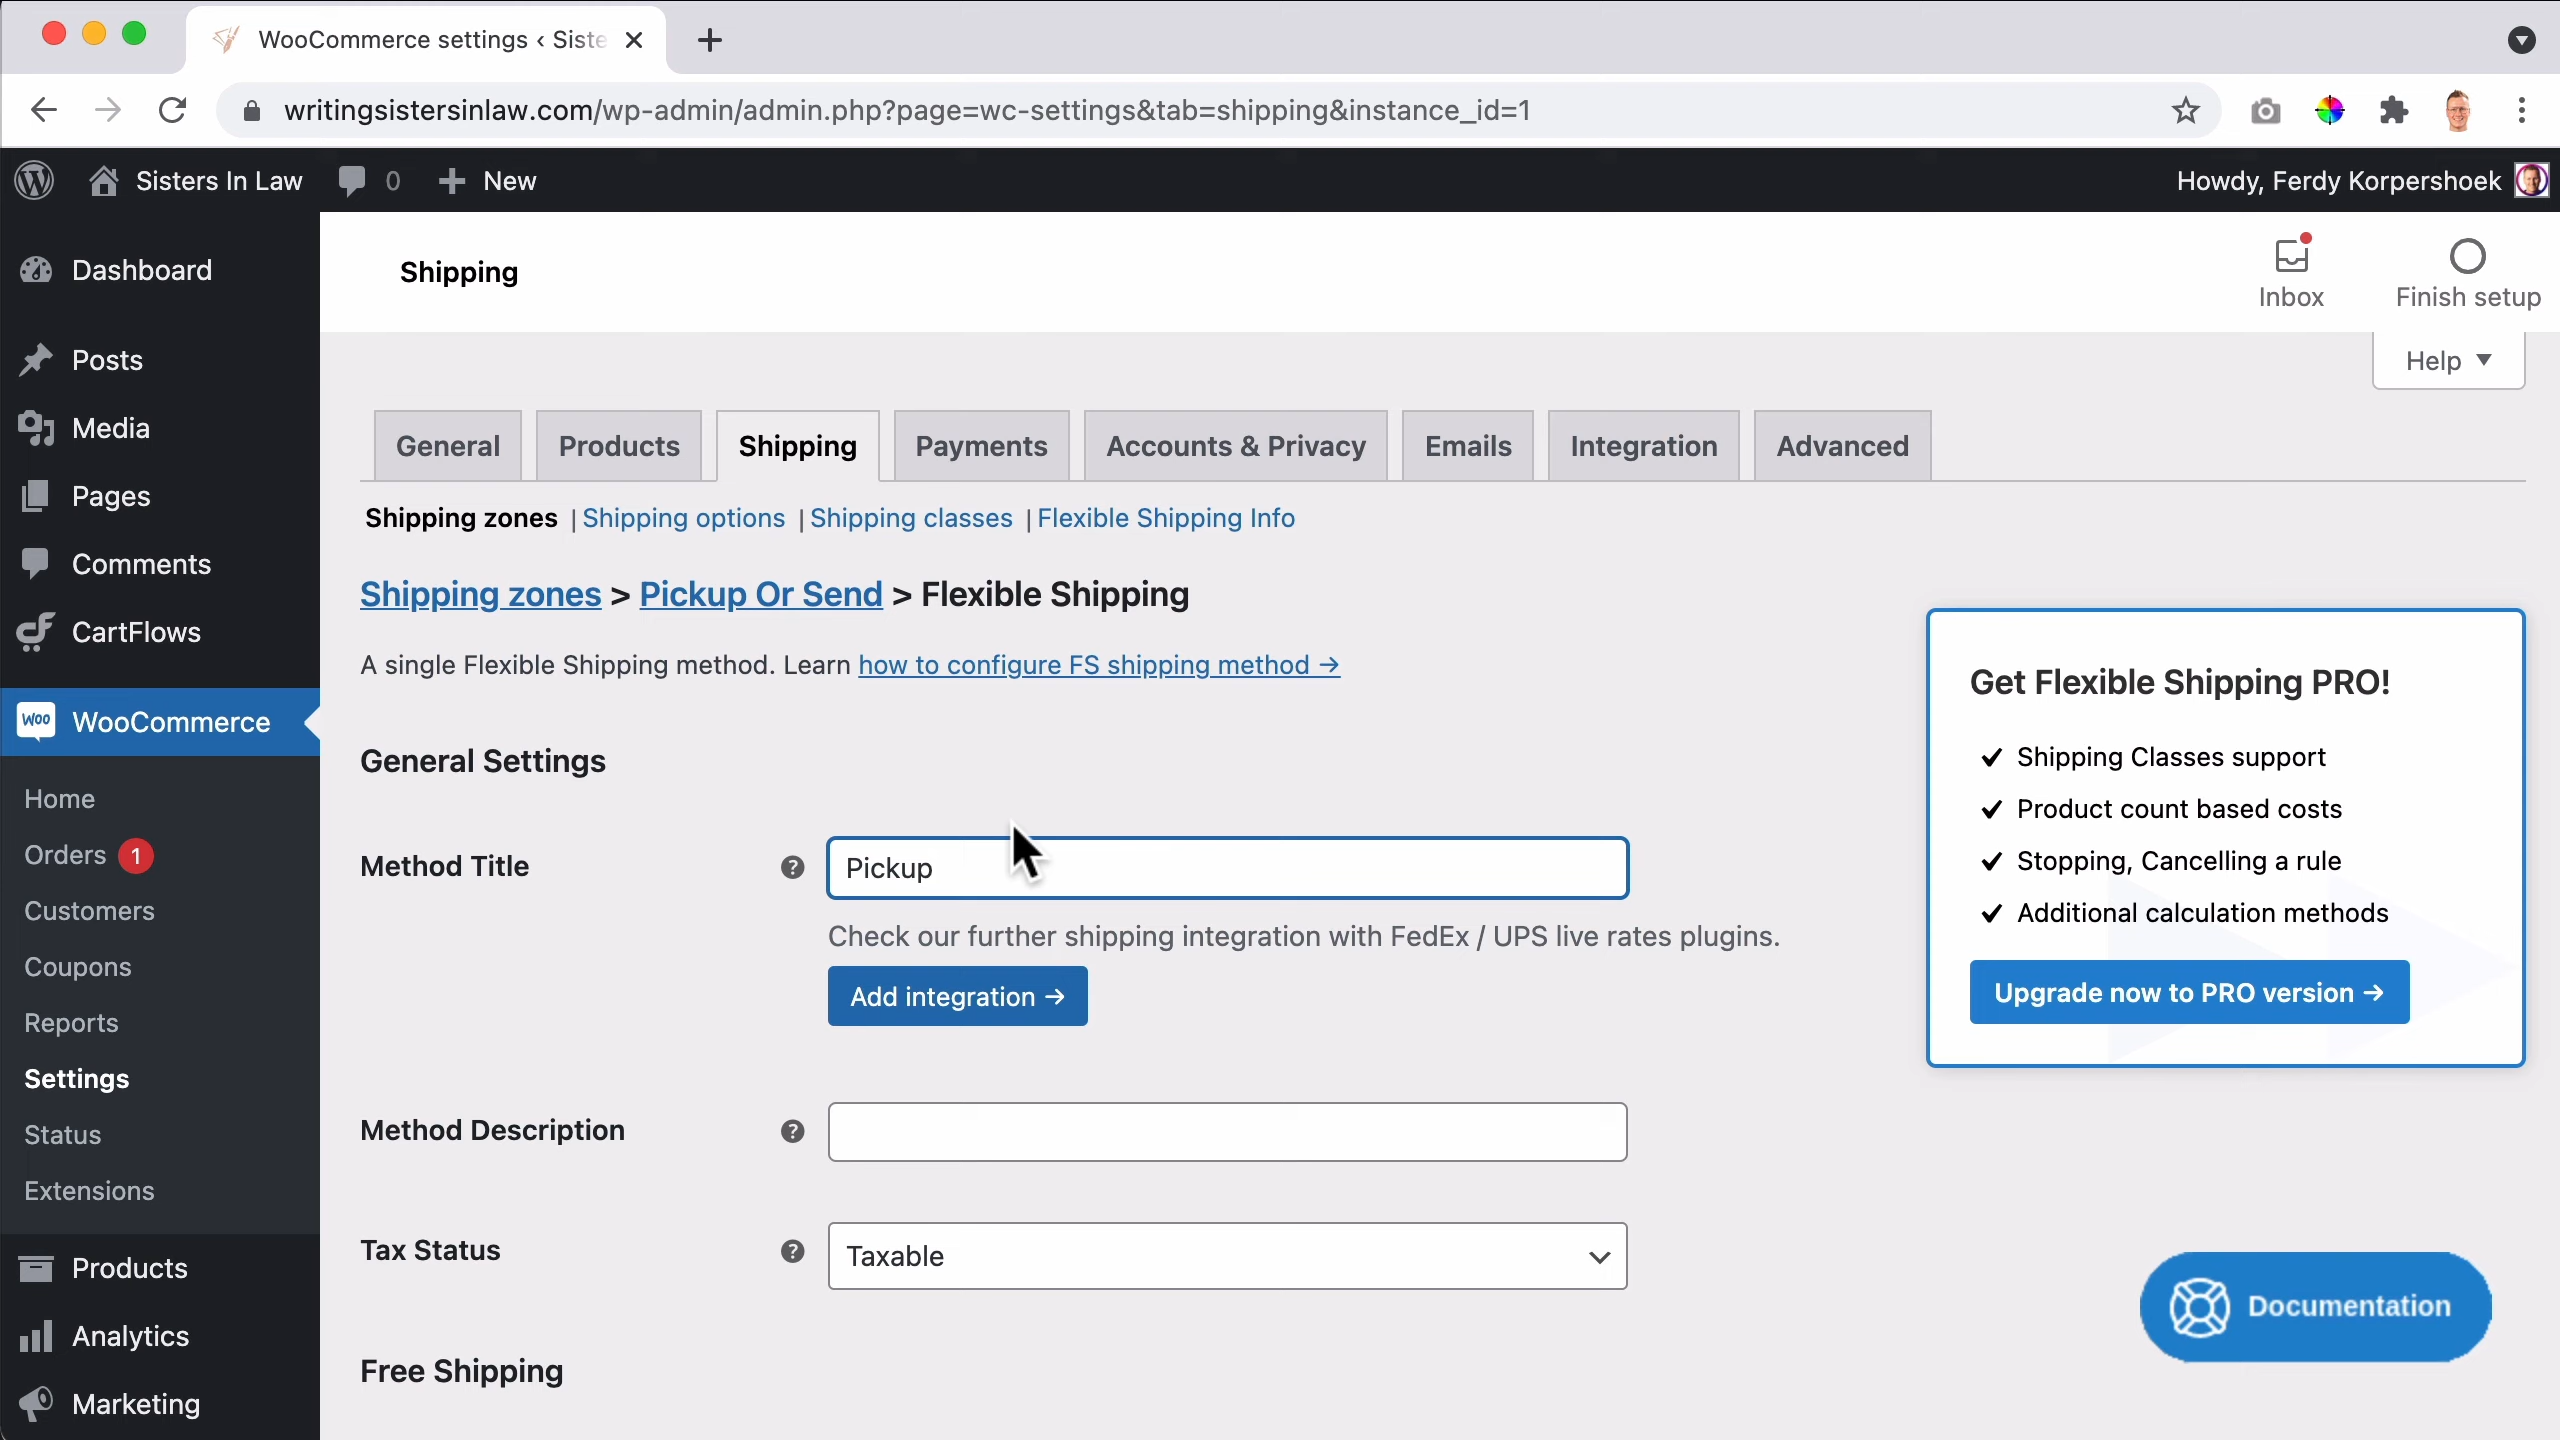 WooCommerce settings ‹ Siste
writingsistersinlaw.com/wp-admin/admin.php?page=wc-settings&tab=shipping&instance_id=1
Sisters In Law 0 New
Howdy, Ferdy Korpershoek
Dashboard
Posts
Media
Pages
Comments
CartFlows
woo WooCommerce
Home
Orders 1
Customers
Coupons
Reports
Settings
Status
Extensions
Products
Analytics
Marketing
Shipping
Inbox
Finish setup
Help
General Products Shipping Payments Accounts & Privacy Emails Integration Advanced
Shipping zones | Shipping options | Shipping classes | Flexible Shipping Info
Shipping zones > Pickup Or Send > Flexible Shipping
A single Flexible Shipping method. Learn how to configure FS shipping method →
General Settings
Method Title ? Pickup
Check our further shipping integration with FedEx / UPS live rates plugins.
Add integration →
Method Description ?
Tax Status ? Taxable
Free Shipping
Get Flexible Shipping PRO!
✔ Shipping Classes support
✔ Product count based costs
✔ Stopping, Cancelling a rule
✔ Additional calculation methods
Upgrade now to PRO version →
Documentation